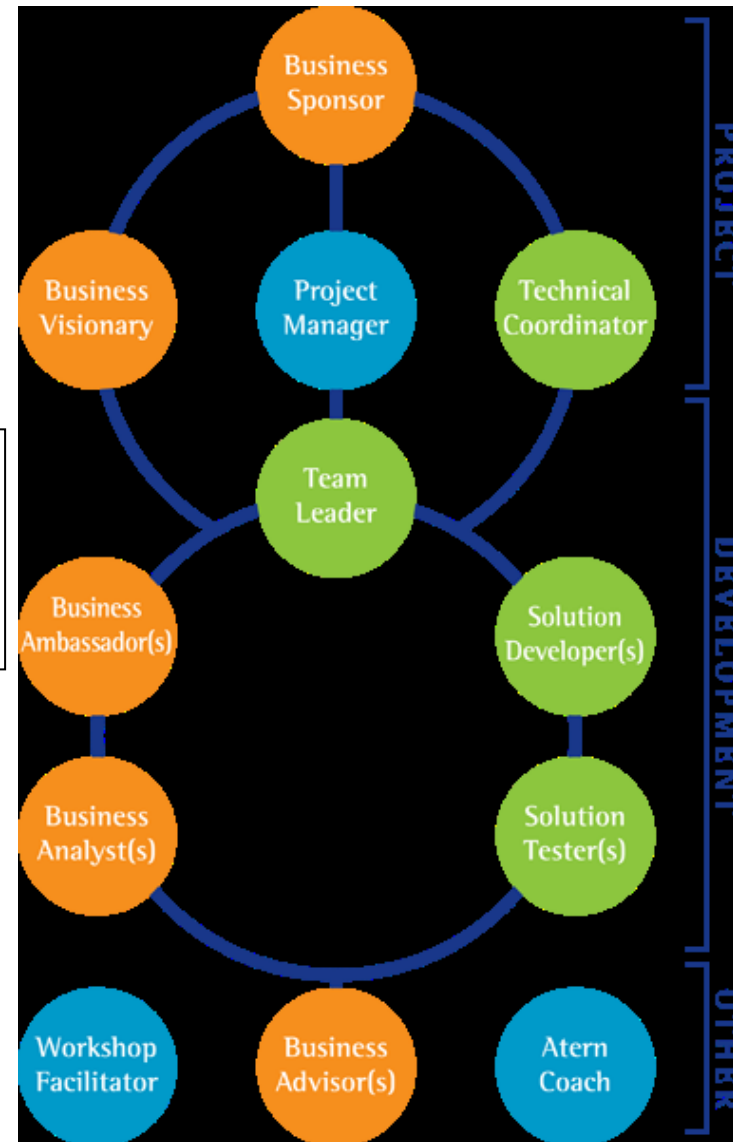 Business
Sponsor
Business
Visionary
Project
Manager
Technical
Coordinator
PROJECT
Team
Leader
Business
Ambassador(s)
Solution
Developer(s)
Business
Analyst(s)
Solution
Tester(s)
DEVELOPMENT
Workshop
Facilitator
Business
Advisor(s)
Atern
Coach
OTHER